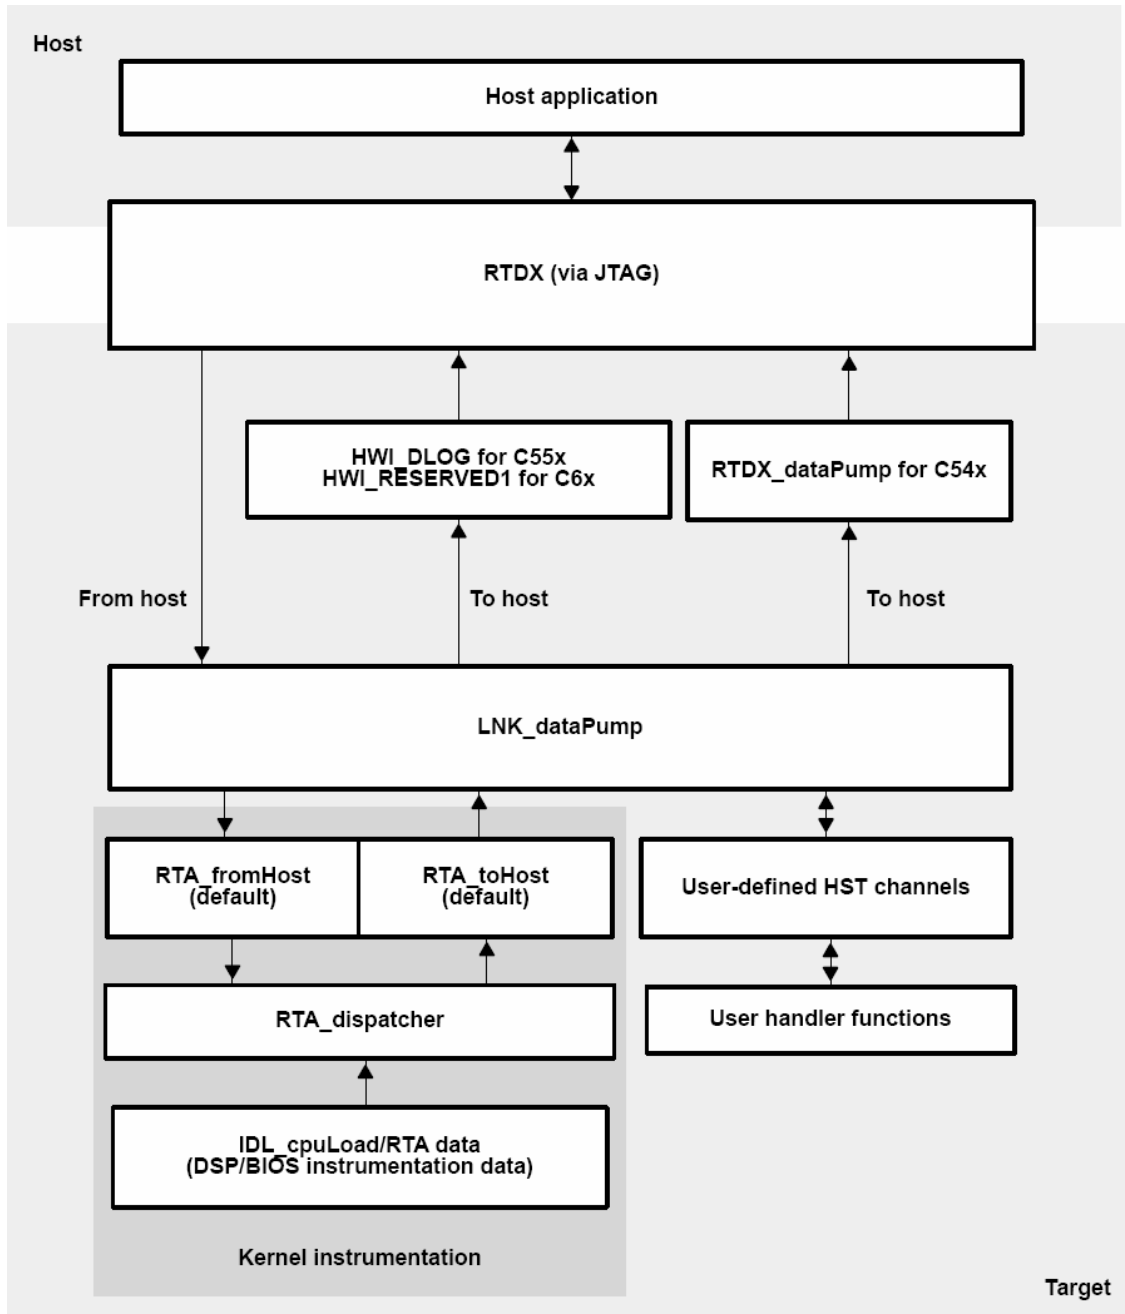 Host
Host application
RTDX (via JTAG)
HWI_DLOG for C55x
HWI_RESERVED1 for C6x
RTDX_dataPump for C54x
From host
To host
To host
LNK_dataPump
RTA_fromHost
(default)
RTA_toHost
(default)
User-defined HST channels
RTA_dispatcher
User handler functions
IDL_cpuLoad/RTA data
(DSP/BIOS instrumentation data)
Kernel instrumentation
Target